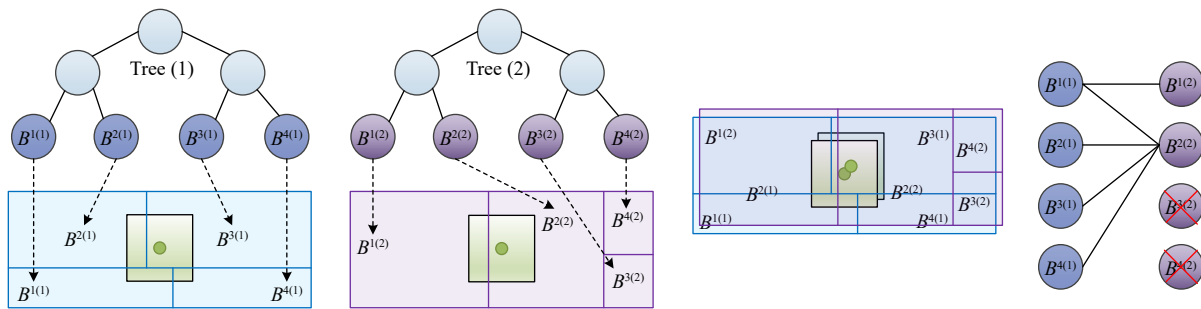 Tree (1)
B1(1) B2(1) B3(1) B4(1)
B2(1) B3(1)
B1(1) B4(1)
Tree (2)
B1(2) B2(2) B3(2) B4(2)
B1(2) B2(2) B4(2)
B3(2)
B1(2) B3(1) B4(2)
B2(1) B2(2) B3(2)
B1(1) B4(1)
B1(1) B1(2)
B2(1) B2(2)
B3(1) B3(2)
B4(1) B4(2)